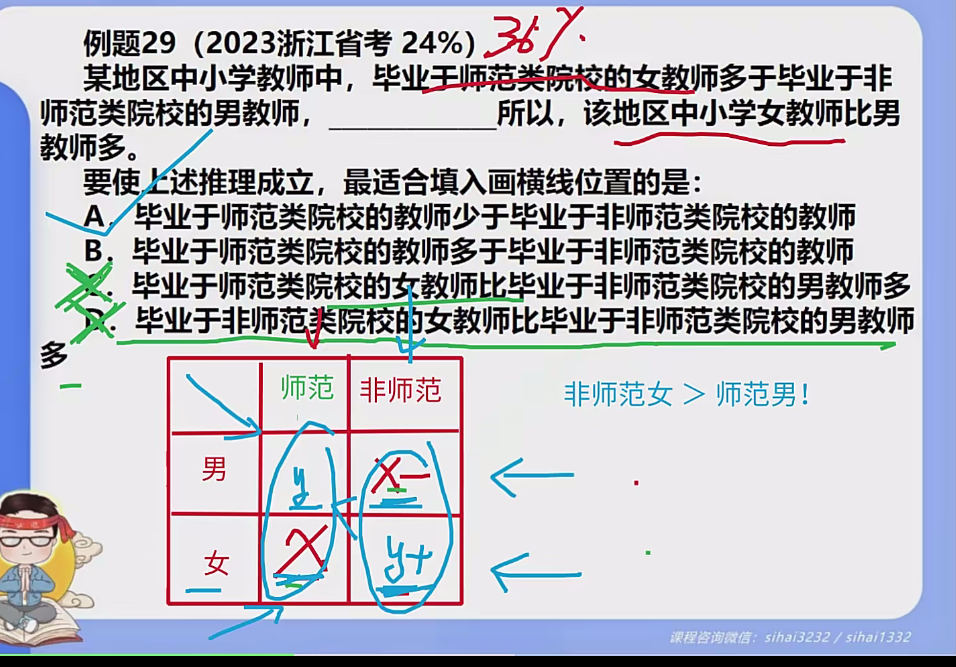 例题29（2023浙江省考 24%）36%
某地区中小学教师中，毕业于师范类院校的女教师多于毕业于非
师范类院校的男教师，____________所以，该地区中小学女教师比男
教师多。
要使上述推理成立，最适合填入画横线位置的是：
A．毕业于师范类院校的教师少于毕业于非师范类院校的教师
B．毕业于师范类院校的教师多于毕业于非师范类院校的教师
C．毕业于师范类院校的女教师比毕业于非师范类院校的男教师多
D．毕业于非师范类院校的女教师比毕业于非师范类院校的男教师
多
师范 非师范
非师范女 ＞ 师范男！
男 y x-
女 x y+
课程咨询微信：sihai3232 / sihai1332